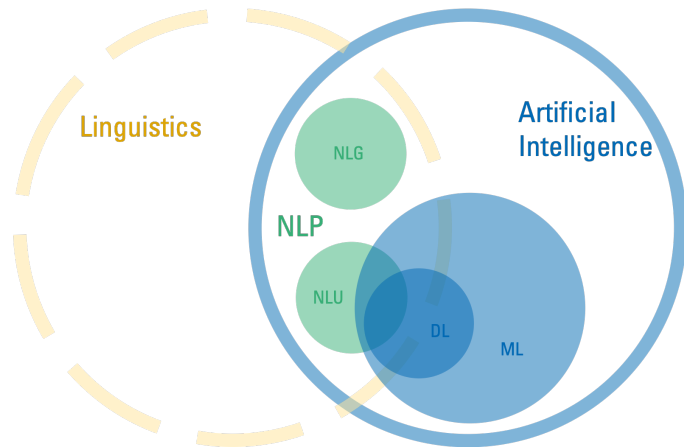 Linguistics
Artificial
Intelligence
NLG
NLP
NLU
DL
ML